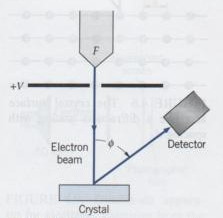 F
+V
φ
Electron
beam
Detector
Crystal